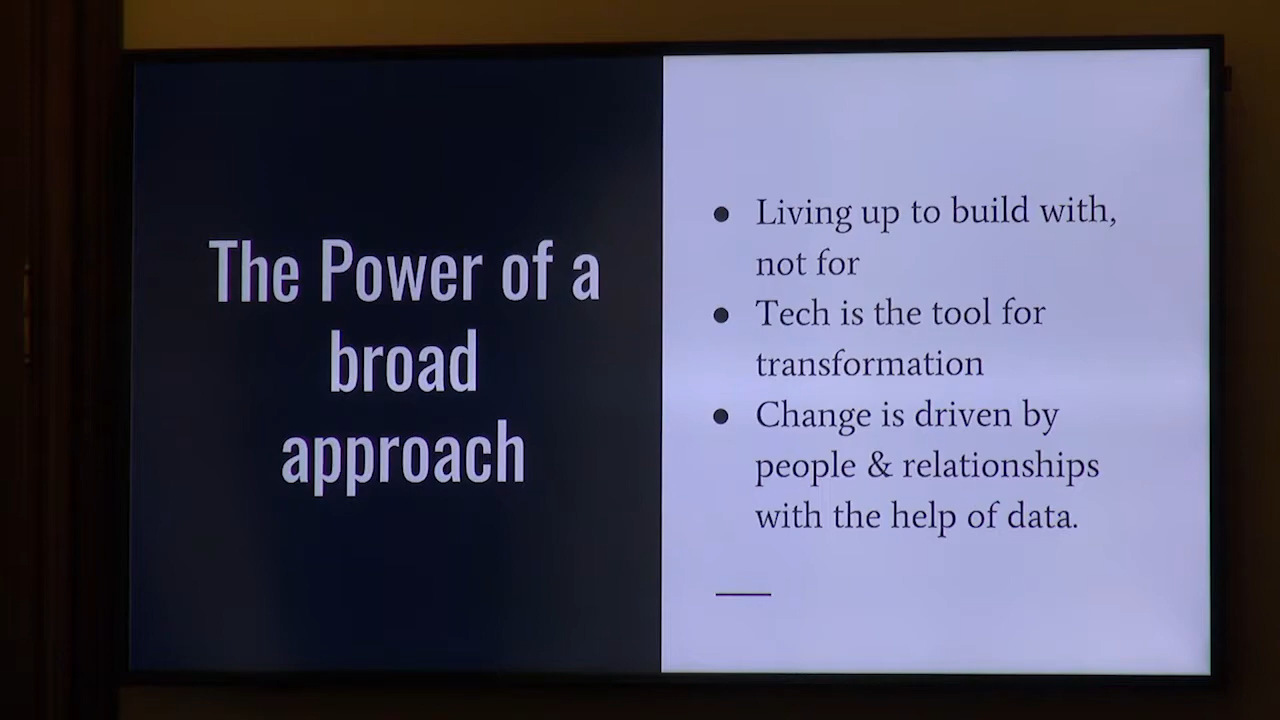 The Power of a
broad
approach
● Living up to build with,
not for
● Tech is the tool for
transformation
● Change is driven by
people & relationships
with the help of data.